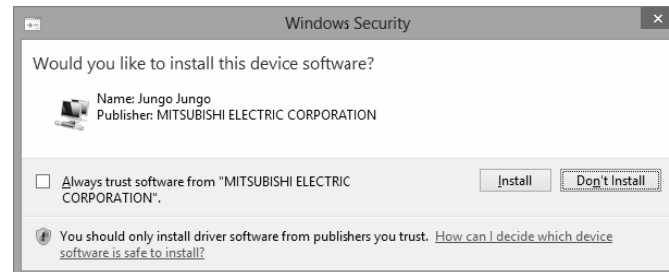 Windows Security
Would you like to install this device software?
Name: Jungo Jungo
Publisher: MITSUBISHI ELECTRIC CORPORATION
Always trust software from "MITSUBISHI ELECTRIC
CORPORATION".
Install
Don't Install
You should only install driver software from publishers you trust. How can I decide which device
software is safe to install?